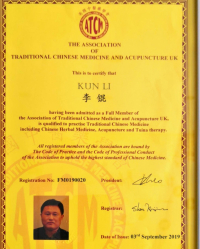 ATCM
THE ASSOCIATION
OF
TRADITIONAL CHINESE MEDICINE AND ACUPUNCTURE UK.
This is to certify that
KUN LI
李 锟
having been admitted as a Full Member of
the Association of Traditional Chinese Medicine and Acupuncture UK,
is qualified to practise Traditional Chinese Medicine
including Chinese Herbal Medicine, Acupuncture and Tuina therapy.
All registered members of the Association are bound by
The Code of Practice and the Code of Professional Conduct
of the Association to uphold the highest standard of Chinese Medicine.
Registration No: FM0190020 President:
Registrar:
Date of Issue: 03rd September 2019